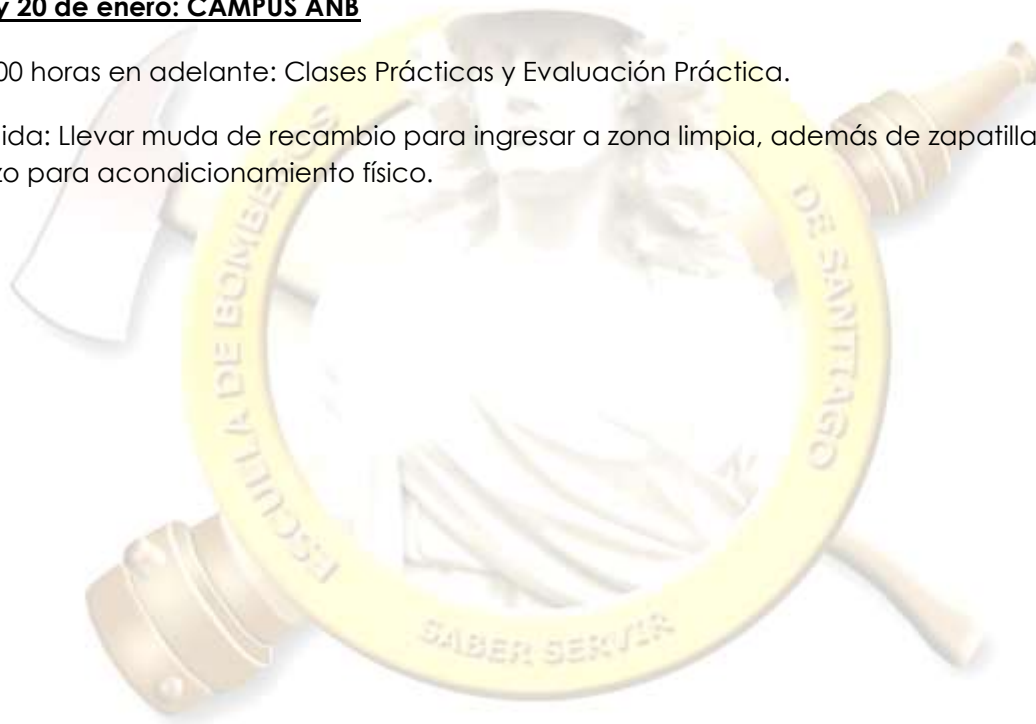 y 20 de enero: CAMPUS ANB
00 horas en adelante: Clases Prácticas y Evaluación Práctica.
ida: Llevar muda de recambio para ingresar a zona limpia, además de zapatilla
zo para acondicionamiento físico.
ESCUELA DE BOMBEROS
DE SANTIAGO
SABER SERVIR